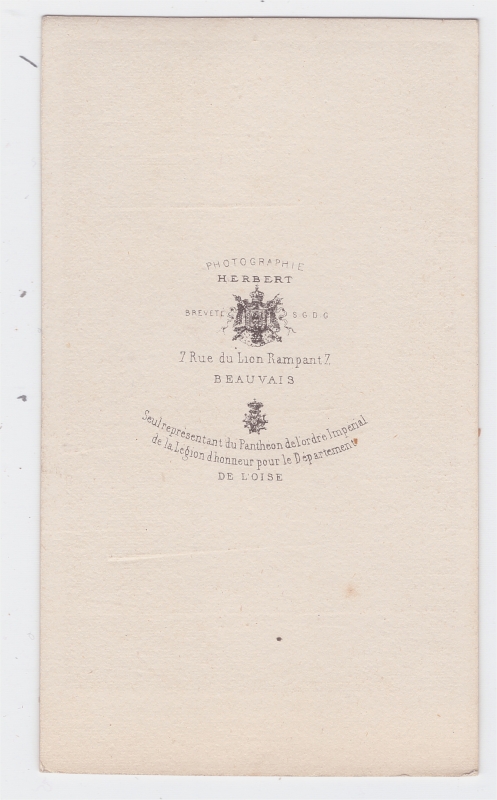 PHOTOGRAPHIE
HERBERT
BREVETÉ S.G.D.G
7 Rue du Lion Rampant 7
BEAUVAIS
Seul représentant du Pantheon de l'ordre Imperial
de la Légion d'honneur pour le Département
DE L'OISE